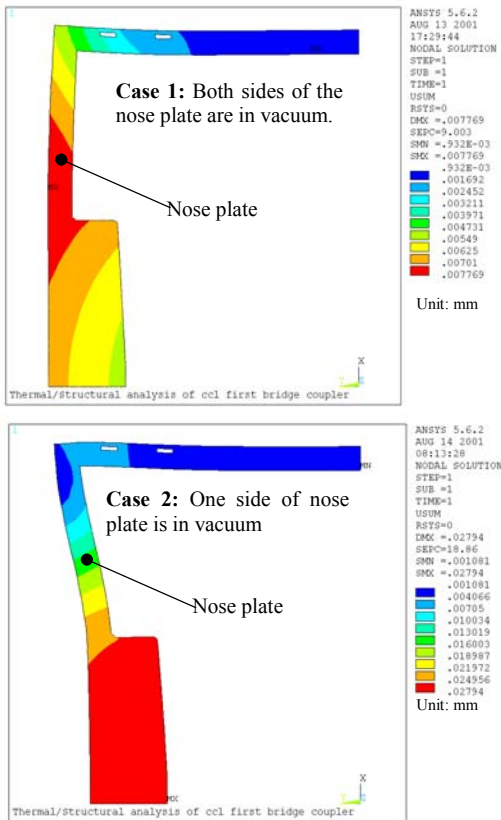 1
Case 1: Both sides of the
nose plate are in vacuum.
Nose plate
MX
X
Y Z
Thermal/Structural analysis of ccl first bridge coupler
ANSYS 5.6.2
AUG 13 2001
17:29:44
NODAL SOLUTION
STEP=1
SUB =1
TIME=1
USUM
RSYS=0
DMX =.007769
SEPC=9.003
SMN =.932E-03
SMX =.007769
.932E-03
.001692
.002452
.003211
.003971
.004731
.00549
.00625
.00701
.007769
Unit: mm
1
MN
Case 2: One side of nose
plate is in vacuum
Nose plate
MX
X
Y Z
Thermal/Structural analysis of ccl first bridge coupler
ANSYS 5.6.2
AUG 14 2001
08:13:28
NODAL SOLUTION
STEP=1
SUB =1
TIME=1
USUM
RSYS=0
DMX =.02794
SEPC=18.86
SMN =.001081
SMX =.02794
.001081
.004066
.00705
.010034
.013019
.016003
.018987
.021972
.024956
.02794
Unit: mm